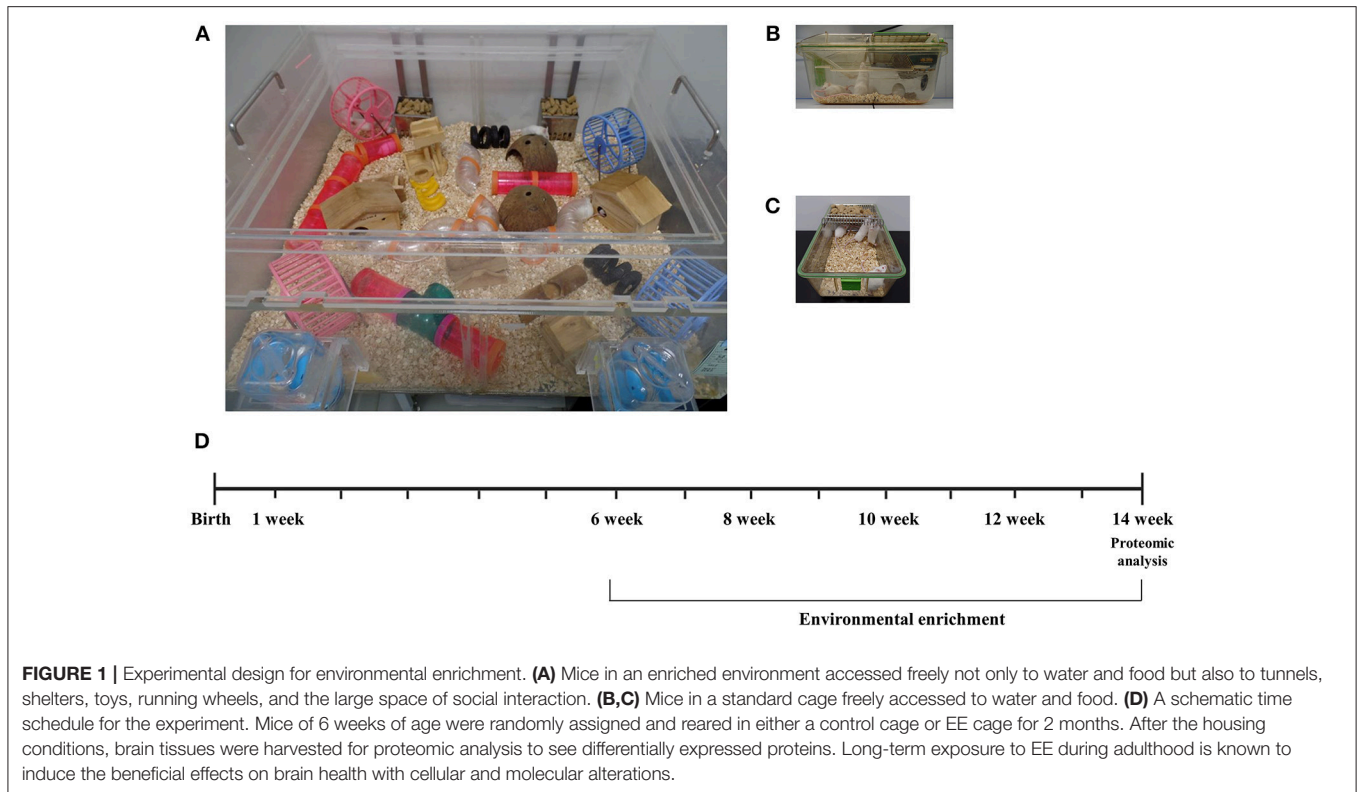 A
B
C
D
Birth
1 week
6 week
8 week
10 week
12 week
14 week
Proteomic
analysis
Environmental enrichment
FIGURE 1 | Experimental design for environmental enrichment. (A) Mice in an enriched environment accessed freely not only to water and food but also to tunnels,
shelters, toys, running wheels, and the large space of social interaction. (B,C) Mice in a standard cage freely accessed to water and food. (D) A schematic time
schedule for the experiment. Mice of 6 weeks of age were randomly assigned and reared in either a control cage or EE cage for 2 months. After the housing
conditions, brain tissues were harvested for proteomic analysis to see differentially expressed proteins. Long-term exposure to EE during adulthood is known to
induce the beneficial effects on brain health with cellular and molecular alterations.